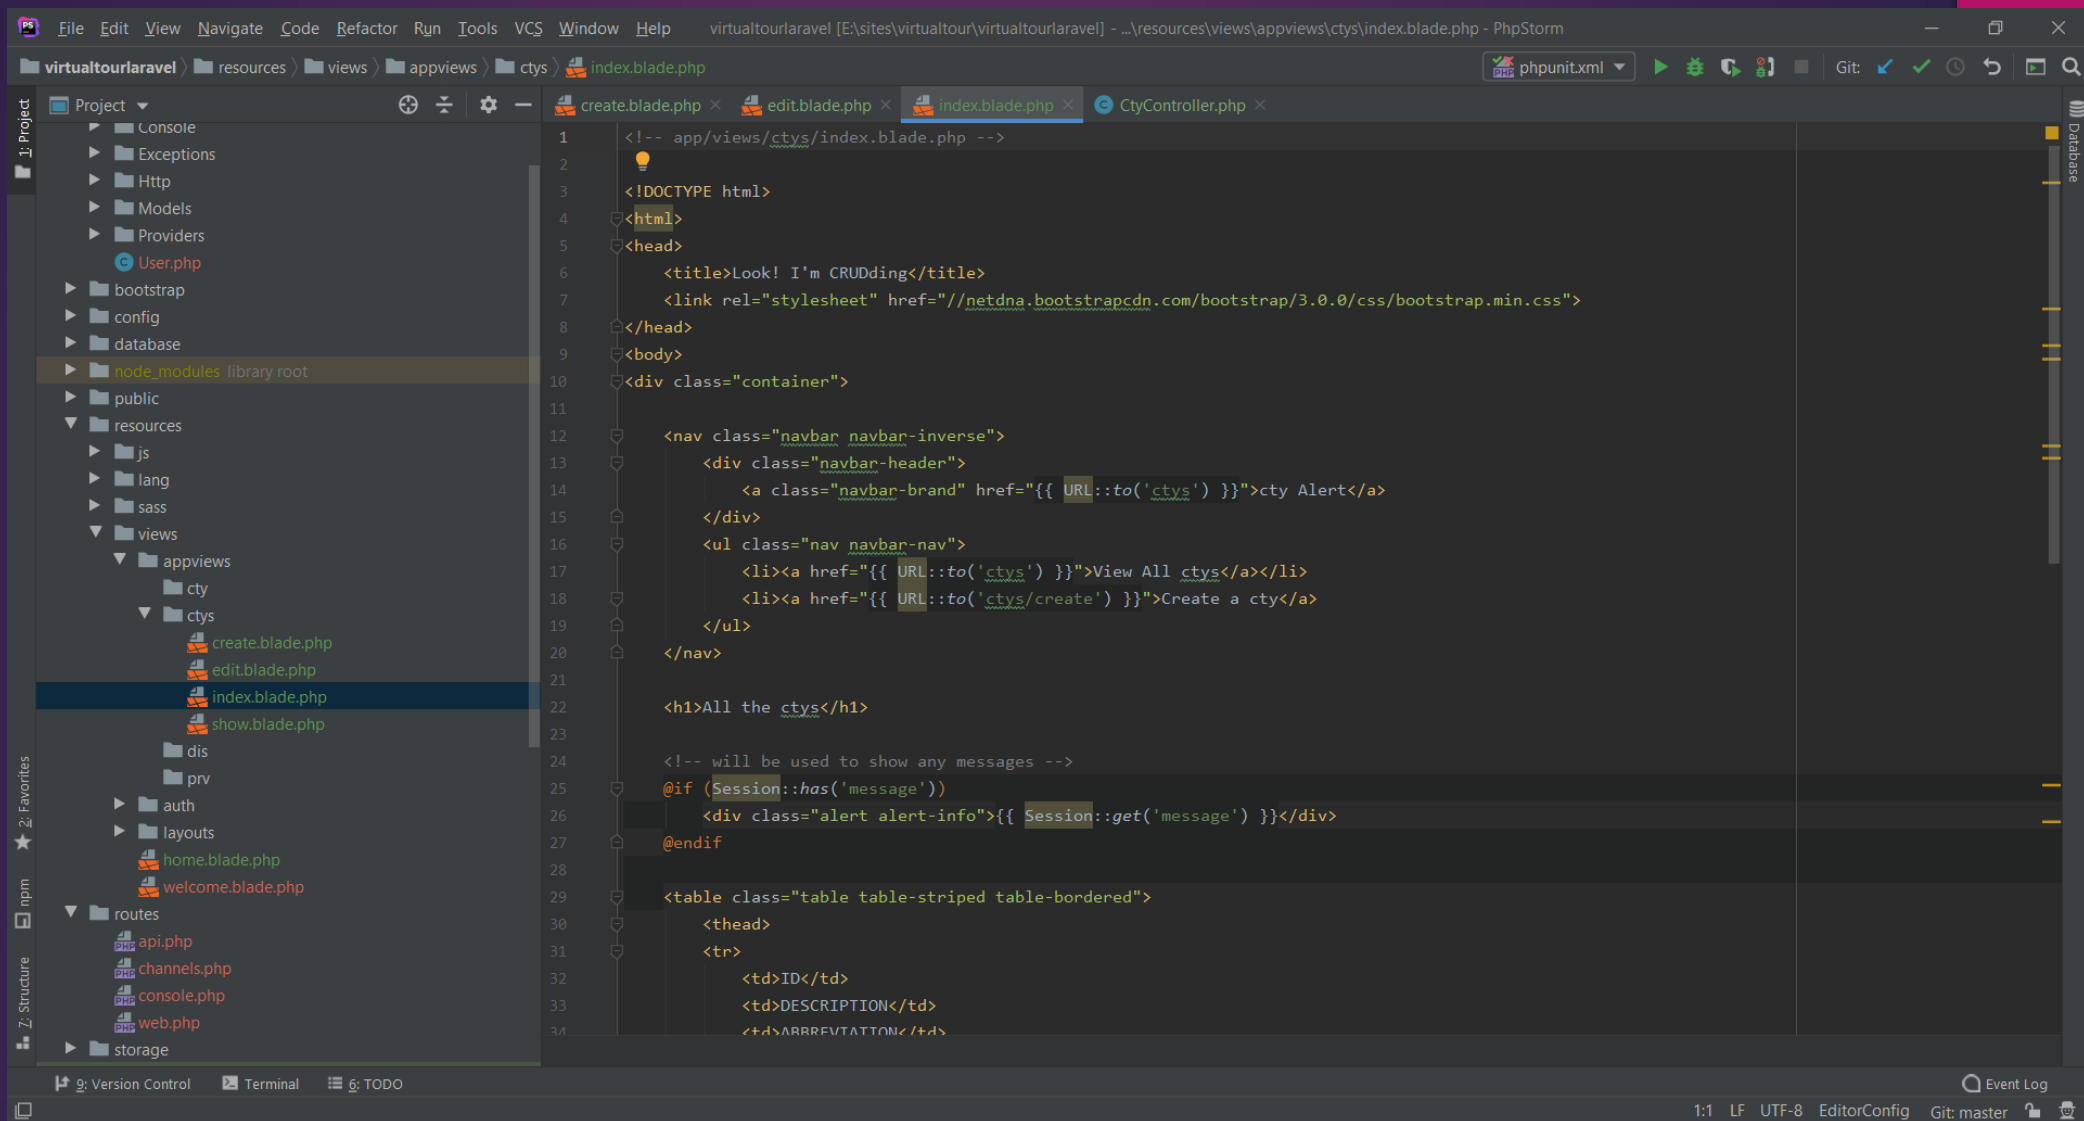 File Edit View Navigate Code Refactor Run Tools VCS Window Help virtualtourlaravel [E:\sites\virtualtour\virtualtourlaravel] - ...\resources\views\appviews\ctys\index.blade.php - PhpStorm
virtualtourlaravel resources views appviews ctys index.blade.php phpunit.xml Git:
1: Project
2: Favorites
npm
7: Structure
Project
Console
Exceptions
Http
Models
Providers
User.php
bootstrap
config
database
node_modules library root
public
resources
js
lang
sass
views
appviews
cty
ctys
create.blade.php
edit.blade.php
index.blade.php
show.blade.php
dis
prv
auth
layouts
home.blade.php
welcome.blade.php
routes
api.php
channels.php
console.php
web.php
storage
create.blade.php edit.blade.php index.blade.php CtyController.php
1 <!-- app/views/ctys/index.blade.php -->
2
3 <!DOCTYPE html>
4 <html>
5 <head>
6 <title>Look! I'm CRUDding</title>
7 <link rel="stylesheet" href="//netdna.bootstrapcdn.com/bootstrap/3.0.0/css/bootstrap.min.css">
8 </head>
9 <body>
10 <div class="container">
11
12 <nav class="navbar navbar-inverse">
13 <div class="navbar-header">
14 <a class="navbar-brand" href="{{ URL::to('ctys') }}">cty Alert</a>
15 </div>
16 <ul class="nav navbar-nav">
17 <li><a href="{{ URL::to('ctys') }}">View All ctys</a></li>
18 <li><a href="{{ URL::to('ctys/create') }}">Create a cty</a>
19 </ul>
20 </nav>
21
22 <h1>All the ctys</h1>
23
24 <!-- will be used to show any messages -->
25 @if (Session::has('message'))
26 <div class="alert alert-info">{{ Session::get('message') }}</div>
27 @endif
28
29 <table class="table table-striped table-bordered">
30 <thead>
31 <tr>
32 <td>ID</td>
33 <td>DESCRIPTION</td>
34 <td>ABBREVIATION</td>
Database
9: Version Control Terminal 6: TODO Event Log
1:1 LF UTF-8 EditorConfig Git: master